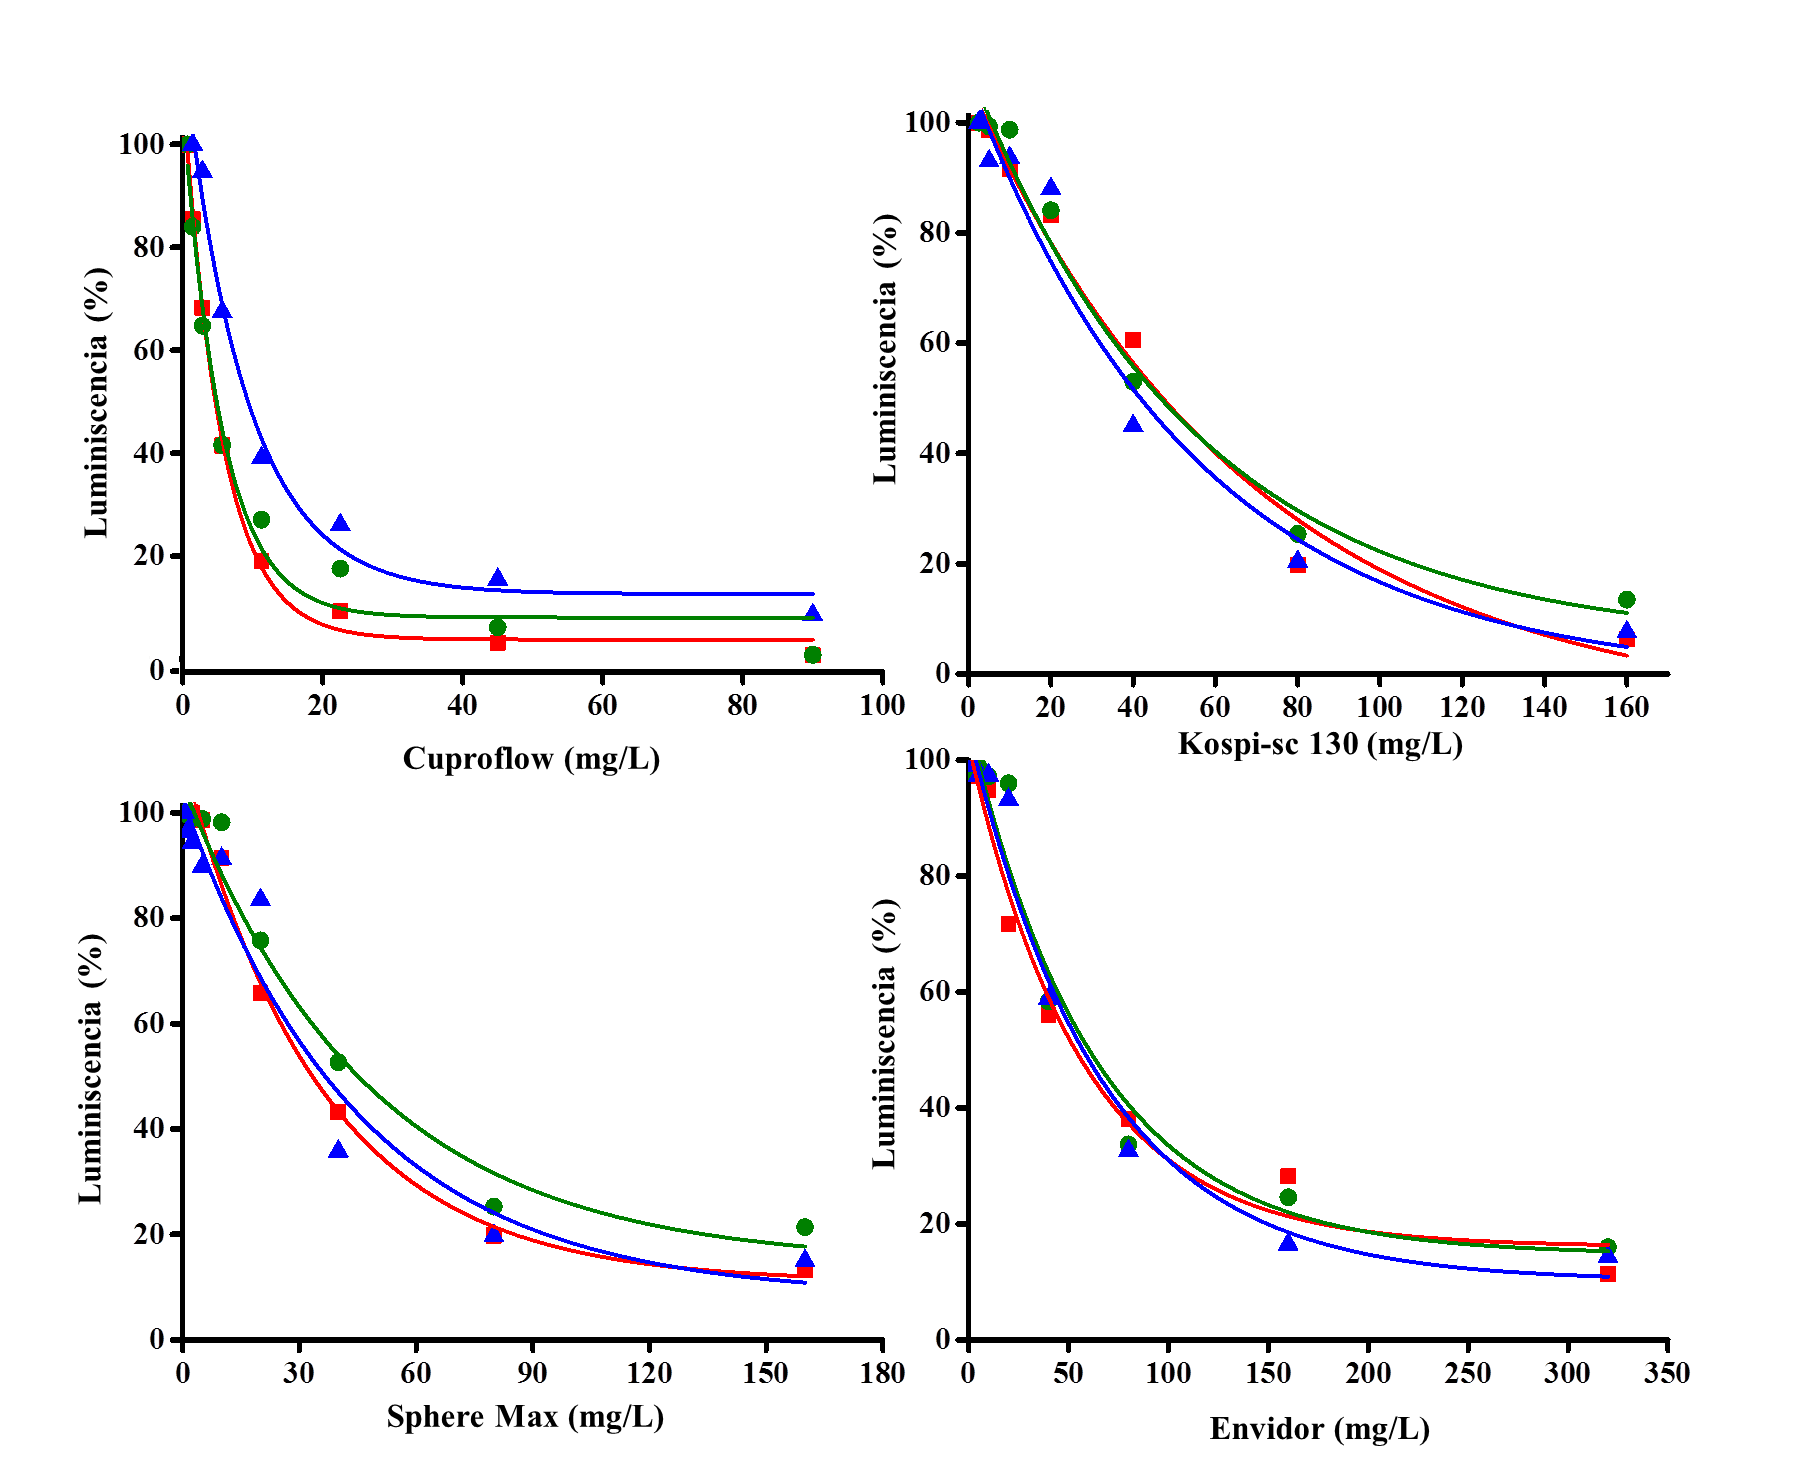 100
80
60
40
20
0
Luminiscencia (%)
0 20 40 60 80 100
Cuproflow (mg/L)
100
80
60
40
20
0
Luminiscencia (%)
0 20 40 60 80 100 120 140 160
Kospi-sc 130 (mg/L)
100
80
60
40
20
0
Luminiscencia (%)
0 30 60 90 120 150 180
Sphere Max (mg/L)
100
80
60
40
20
0
Luminiscencia (%)
0 50 100 150 200 250 300 350
Envidor (mg/L)